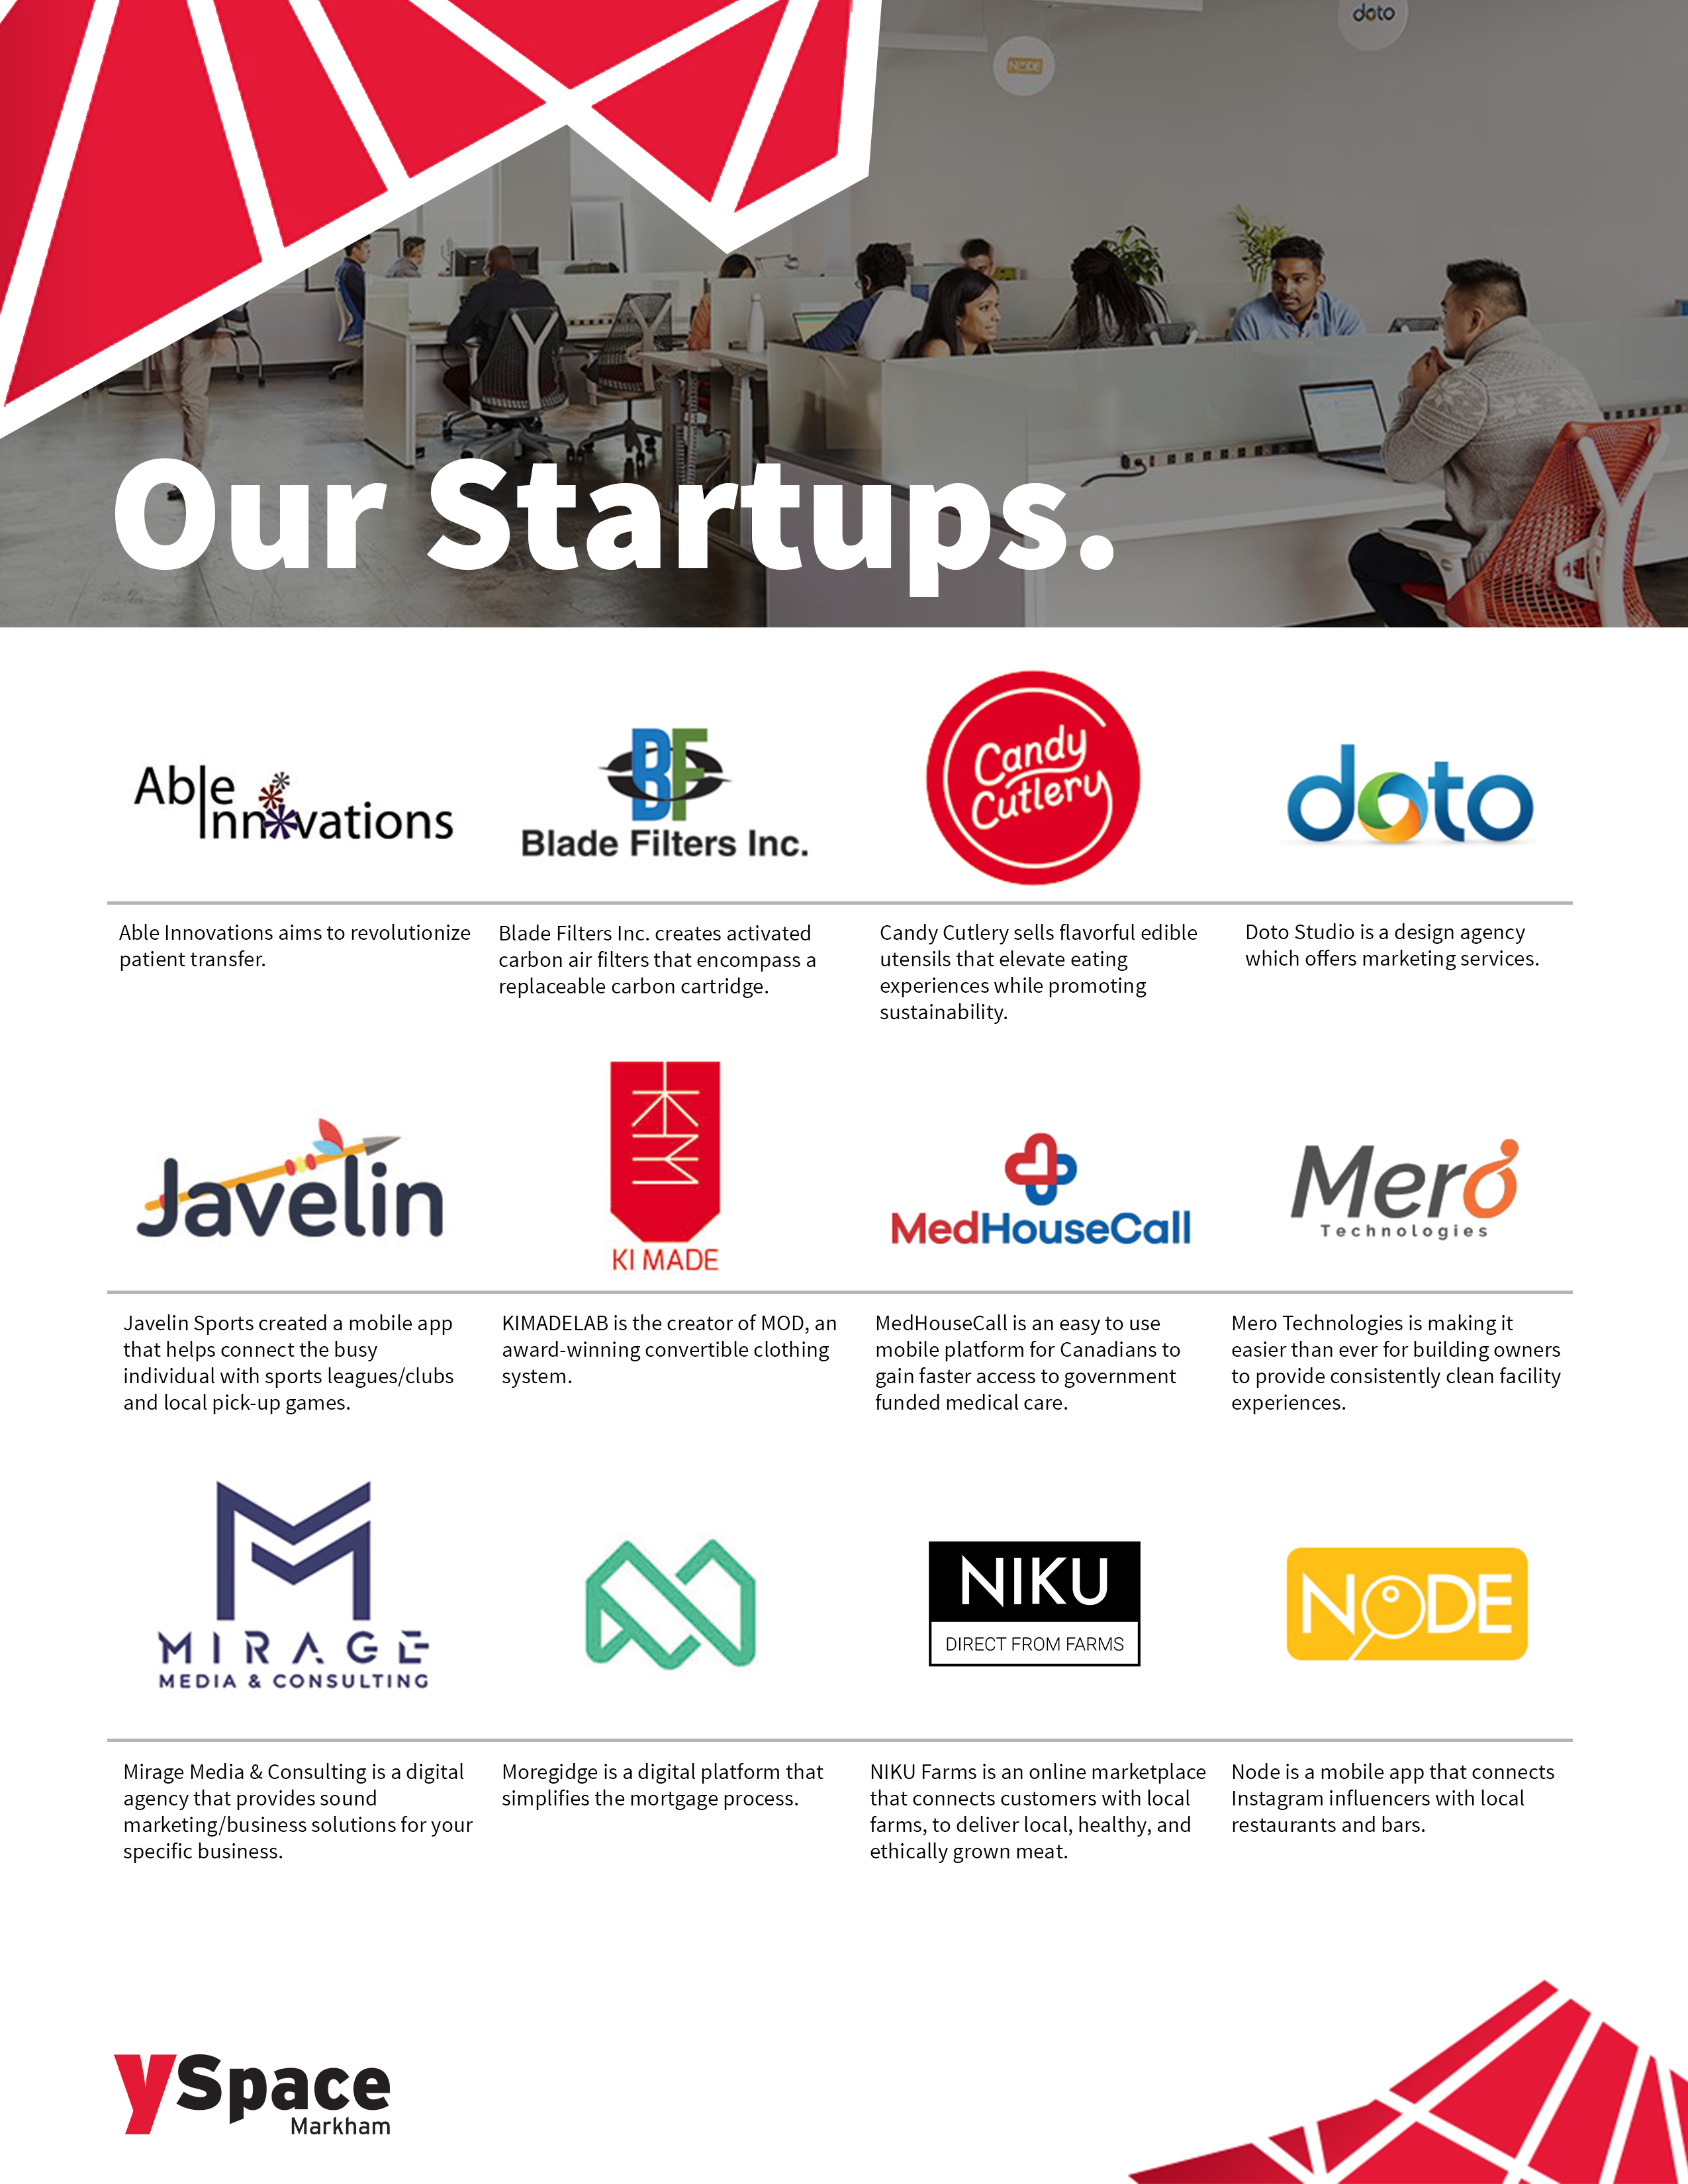 doto
NODE
Our Startups.
Able
Innovations
BF
Blade Filters Inc.
Candy
Cutlery
doto
Able Innovations aims to revolutionize
patient transfer.
Blade Filters Inc. creates activated
carbon air filters that encompass a
replaceable carbon cartridge.
Candy Cutlery sells flavorful edible
utensils that elevate eating
experiences while promoting
sustainability.
Doto Studio is a design agency
which offers marketing services.
Javelin
KIM
KI MADE
MedHouseCall
Mero
Technologies
Javelin Sports created a mobile app
that helps connect the busy
individual with sports leagues/clubs
and local pick-up games.
KIMADELAB is the creator of MOD, an
award-winning convertible clothing
system.
MedHouseCall is an easy to use
mobile platform for Canadians to
gain faster access to government
funded medical care.
Mero Technologies is making it
easier than ever for building owners
to provide consistently clean facility
experiences.
MIRAGE
MEDIA & CONSULTING
NIKU
DIRECT FROM FARMS
NODE
Mirage Media & Consulting is a digital
agency that provides sound
marketing/business solutions for your
specific business.
Moregidge is a digital platform that
simplifies the mortgage process.
NIKU Farms is an online marketplace
that connects customers with local
farms, to deliver local, healthy, and
ethically grown meat.
Node is a mobile app that connects
Instagram influencers with local
restaurants and bars.
ySpace
Markham